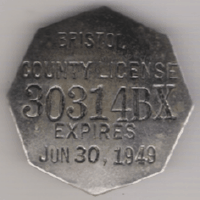 BRISTOL
COUNTY LICENSE
30314BX
EXPIRES
JUN 30, 1949